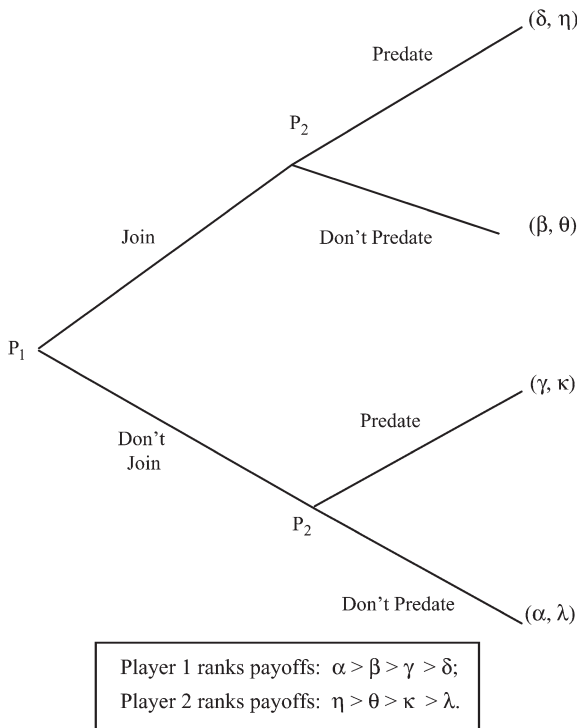 (δ, η)
Predate
P2
Join
Don't Predate
(β, θ)
P1
(γ, κ)
Don't
Join
Predate
P2
Don't Predate
(α, λ)
Player 1 ranks payoffs: α > β > γ > δ;
Player 2 ranks payoffs: η > θ > κ > λ.